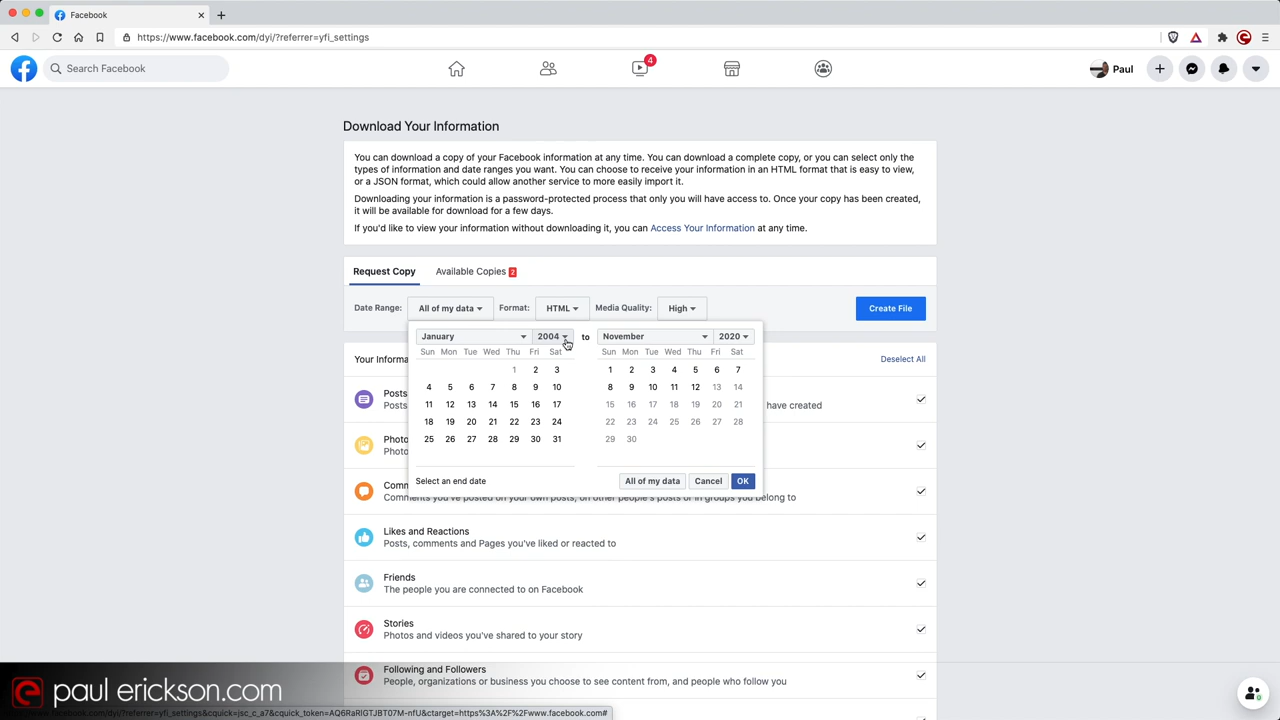 Facebook
https://www.facebook.com/dyi/?referrer=yfi_settings
Search Facebook
4
Paul
Download Your Information
You can download a copy of your Facebook information at any time. You can download a complete copy, or you can select only the
types of information and date ranges you want. You can choose to receive your information in an HTML format that is easy to view,
or a JSON format, which could allow another service to more easily import it.
Downloading your information is a password-protected process that only you will have access to. Once your copy has been created,
it will be available for download for a few days.
If you'd like to view your information without downloading it, you can Access Your Information at any time.
Request Copy
Available Copies 2
Date Range: All of my data Format: HTML Media Quality: High
Create File
January 2004 to November 2020
Sun Mon Tue Wed Thu Fri Sat Sun Mon Tue Wed Thu Fri Sat
1 2 3 1 2 3 4 5 6 7
4 5 6 7 8 9 10 8 9 10 11 12 13 14
11 12 13 14 15 16 17 15 16 17 18 19 20 21
18 19 20 21 22 23 24 22 23 24 25 26 27 28
25 26 27 28 29 30 31 29 30
Select an end date All of my data Cancel OK
Your Informa
Deselect All
Posts
Posts have created
Photo
Photo
Comm
Comments you've posted on your own posts, on other people's posts or in groups you belong to
Likes and Reactions
Posts, comments and Pages you've liked or reacted to
Friends
The people you are connected to on Facebook
Stories
Photos and videos you've shared to your story
Following and Followers
People, organizations or business you choose to see content from, and people who follow you
paul erickson.com